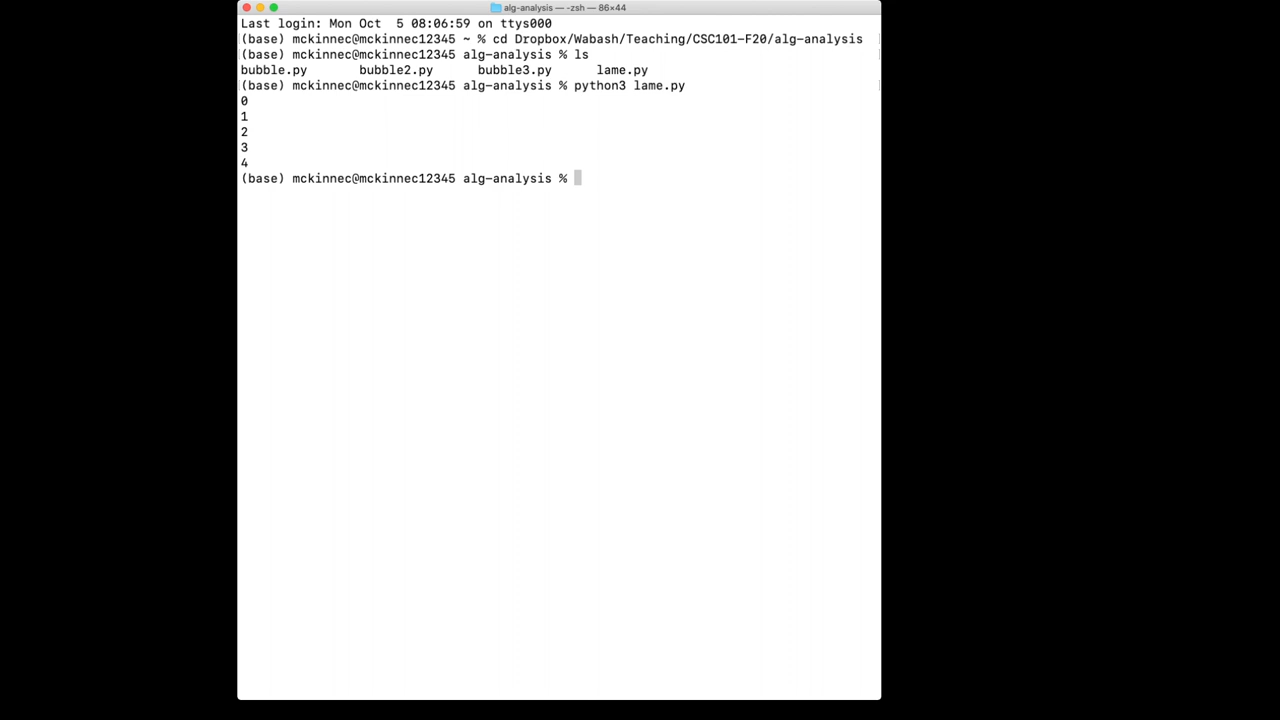 alg-analysis — -zsh — 86×44
Last login: Mon Oct  5 08:06:59 on ttys000
(base) mckinnec@mckinnec12345 ~ % cd Dropbox/Wabash/Teaching/CSC101-F20/alg-analysis
(base) mckinnec@mckinnec12345 alg-analysis % ls
bubble.py       bubble2.py      bubble3.py      lame.py
(base) mckinnec@mckinnec12345 alg-analysis % python3 lame.py
0
1
2
3
4
(base) mckinnec@mckinnec12345 alg-analysis %